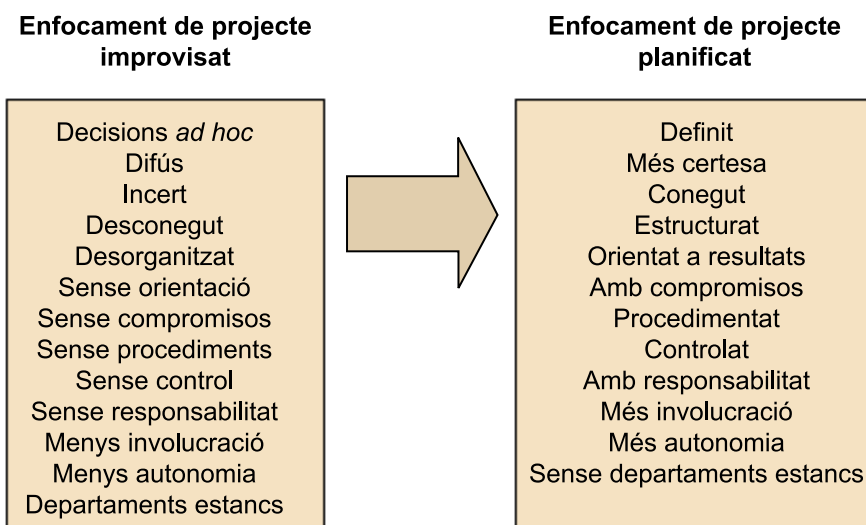 Enfocament de projecte
improvisat
Decisions ad hoc
Difús
Incert
Desconegut
Desorganitzat
Sense orientació
Sense compromisos
Sense procediments
Sense control
Sense responsabilitat
Menys involucració
Menys autonomia
Departaments estancs
Enfocament de projecte
planificat
Definit
Més certesa
Conegut
Estructurat
Orientat a resultats
Amb compromisos
Procedimentat
Controlat
Amb responsabilitat
Més involucració
Més autonomia
Sense departaments estancs